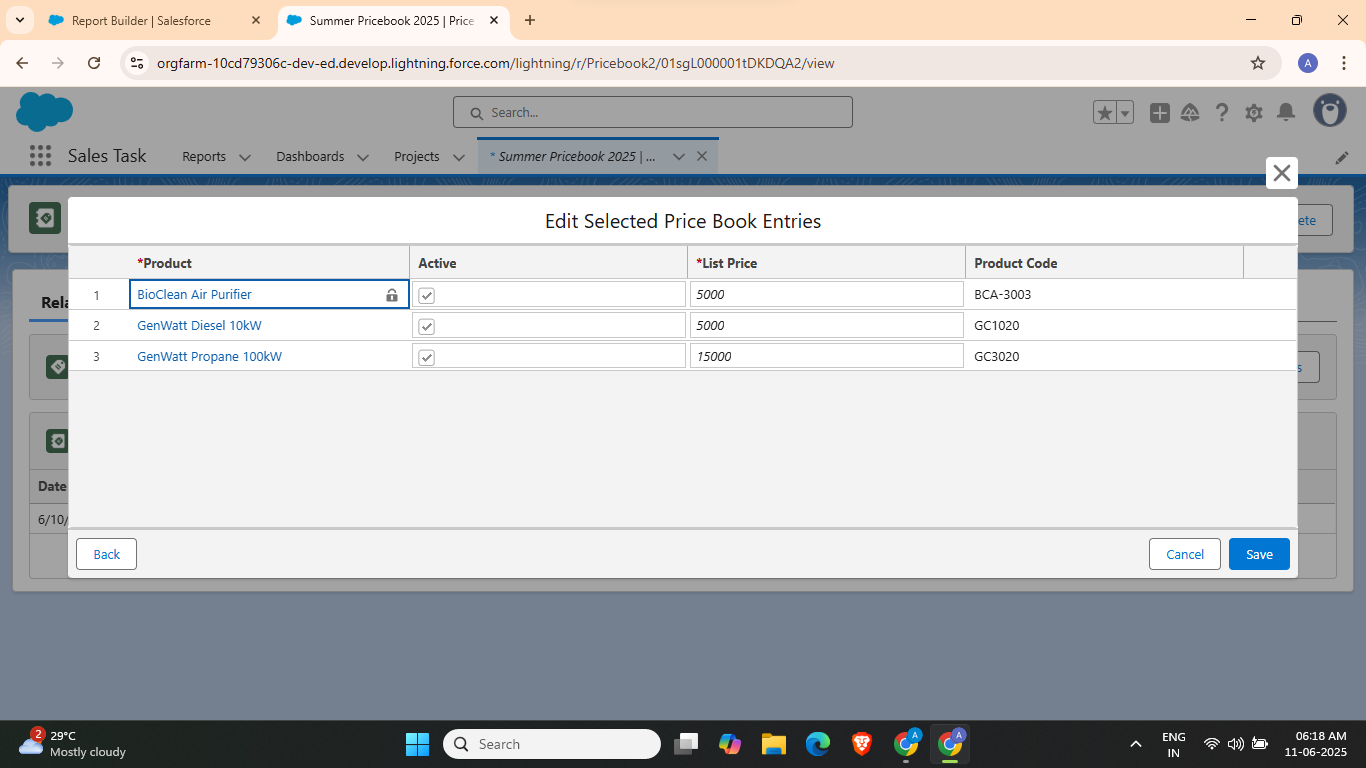 Report Builder | Salesforce
Summer Pricebook 2025 | Price
orgfarm-10cd79306c-dev-ed.develop.lightning.force.com/lightning/r/Pricebook2/01sgL000001tDKDQA2/view
A
Search...
Sales Task
Reports
Dashboards
Projects
* Summer Pricebook 2025 | ...
ete
Edit Selected Price Book Entries
*Product Active *List Price Product Code
1 BioClean Air Purifier 5000 BCA-3003
2 GenWatt Diesel 10kW 5000 GC1020
3 GenWatt Propane 100kW 15000 GC3020
Rela
s
Date
6/10/
Back
Cancel
Save
2
29°C
Mostly cloudy
Search
A
A
ENG
IN
06:18 AM
11-06-2025